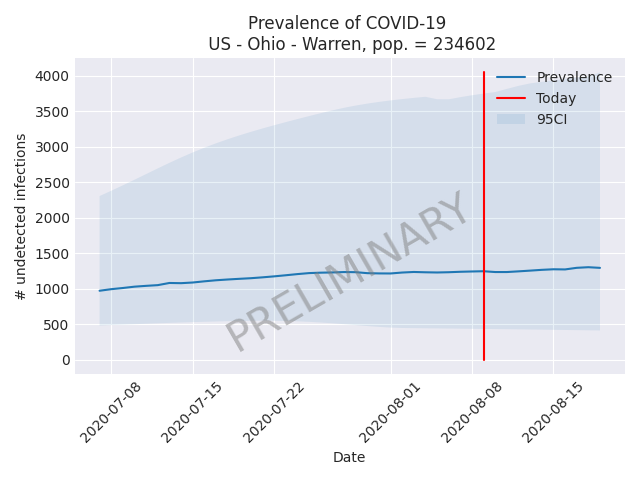 Prevalence of COVID-19
US - Ohio - Warren, pop. = 234602
4000
3500
3000
2500
2000
1500
1000
500
0
# undetected infections
Prevalence
Today
95CI
PRELIMINARY
2020-07-08
2020-07-15
2020-07-22
2020-08-01
2020-08-08
2020-08-15
Date